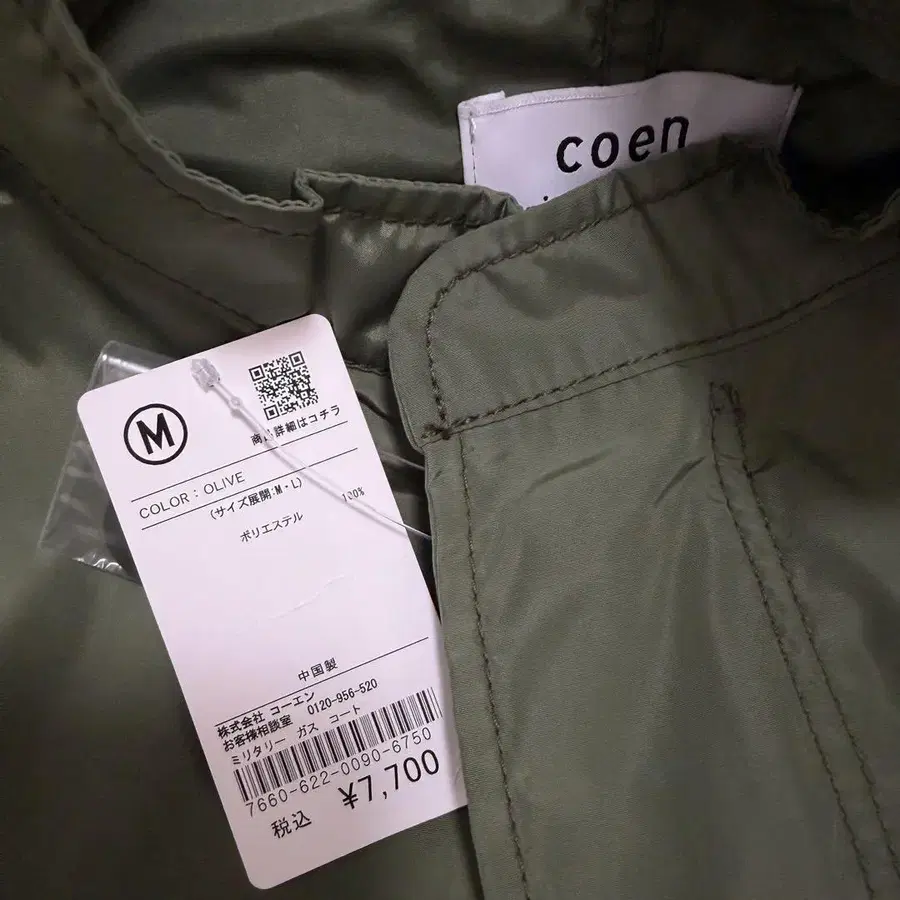 coen
M
商品詳細はコチラ
COLOR：OLIVE
(サイズ展開:M・L)
ポリエステル 100%
中国製
株式会社 コーエン
お客様相談室 0120-956-520
ミリタリー ガス コート
7660-622-0090-6750
税込 ¥7,700